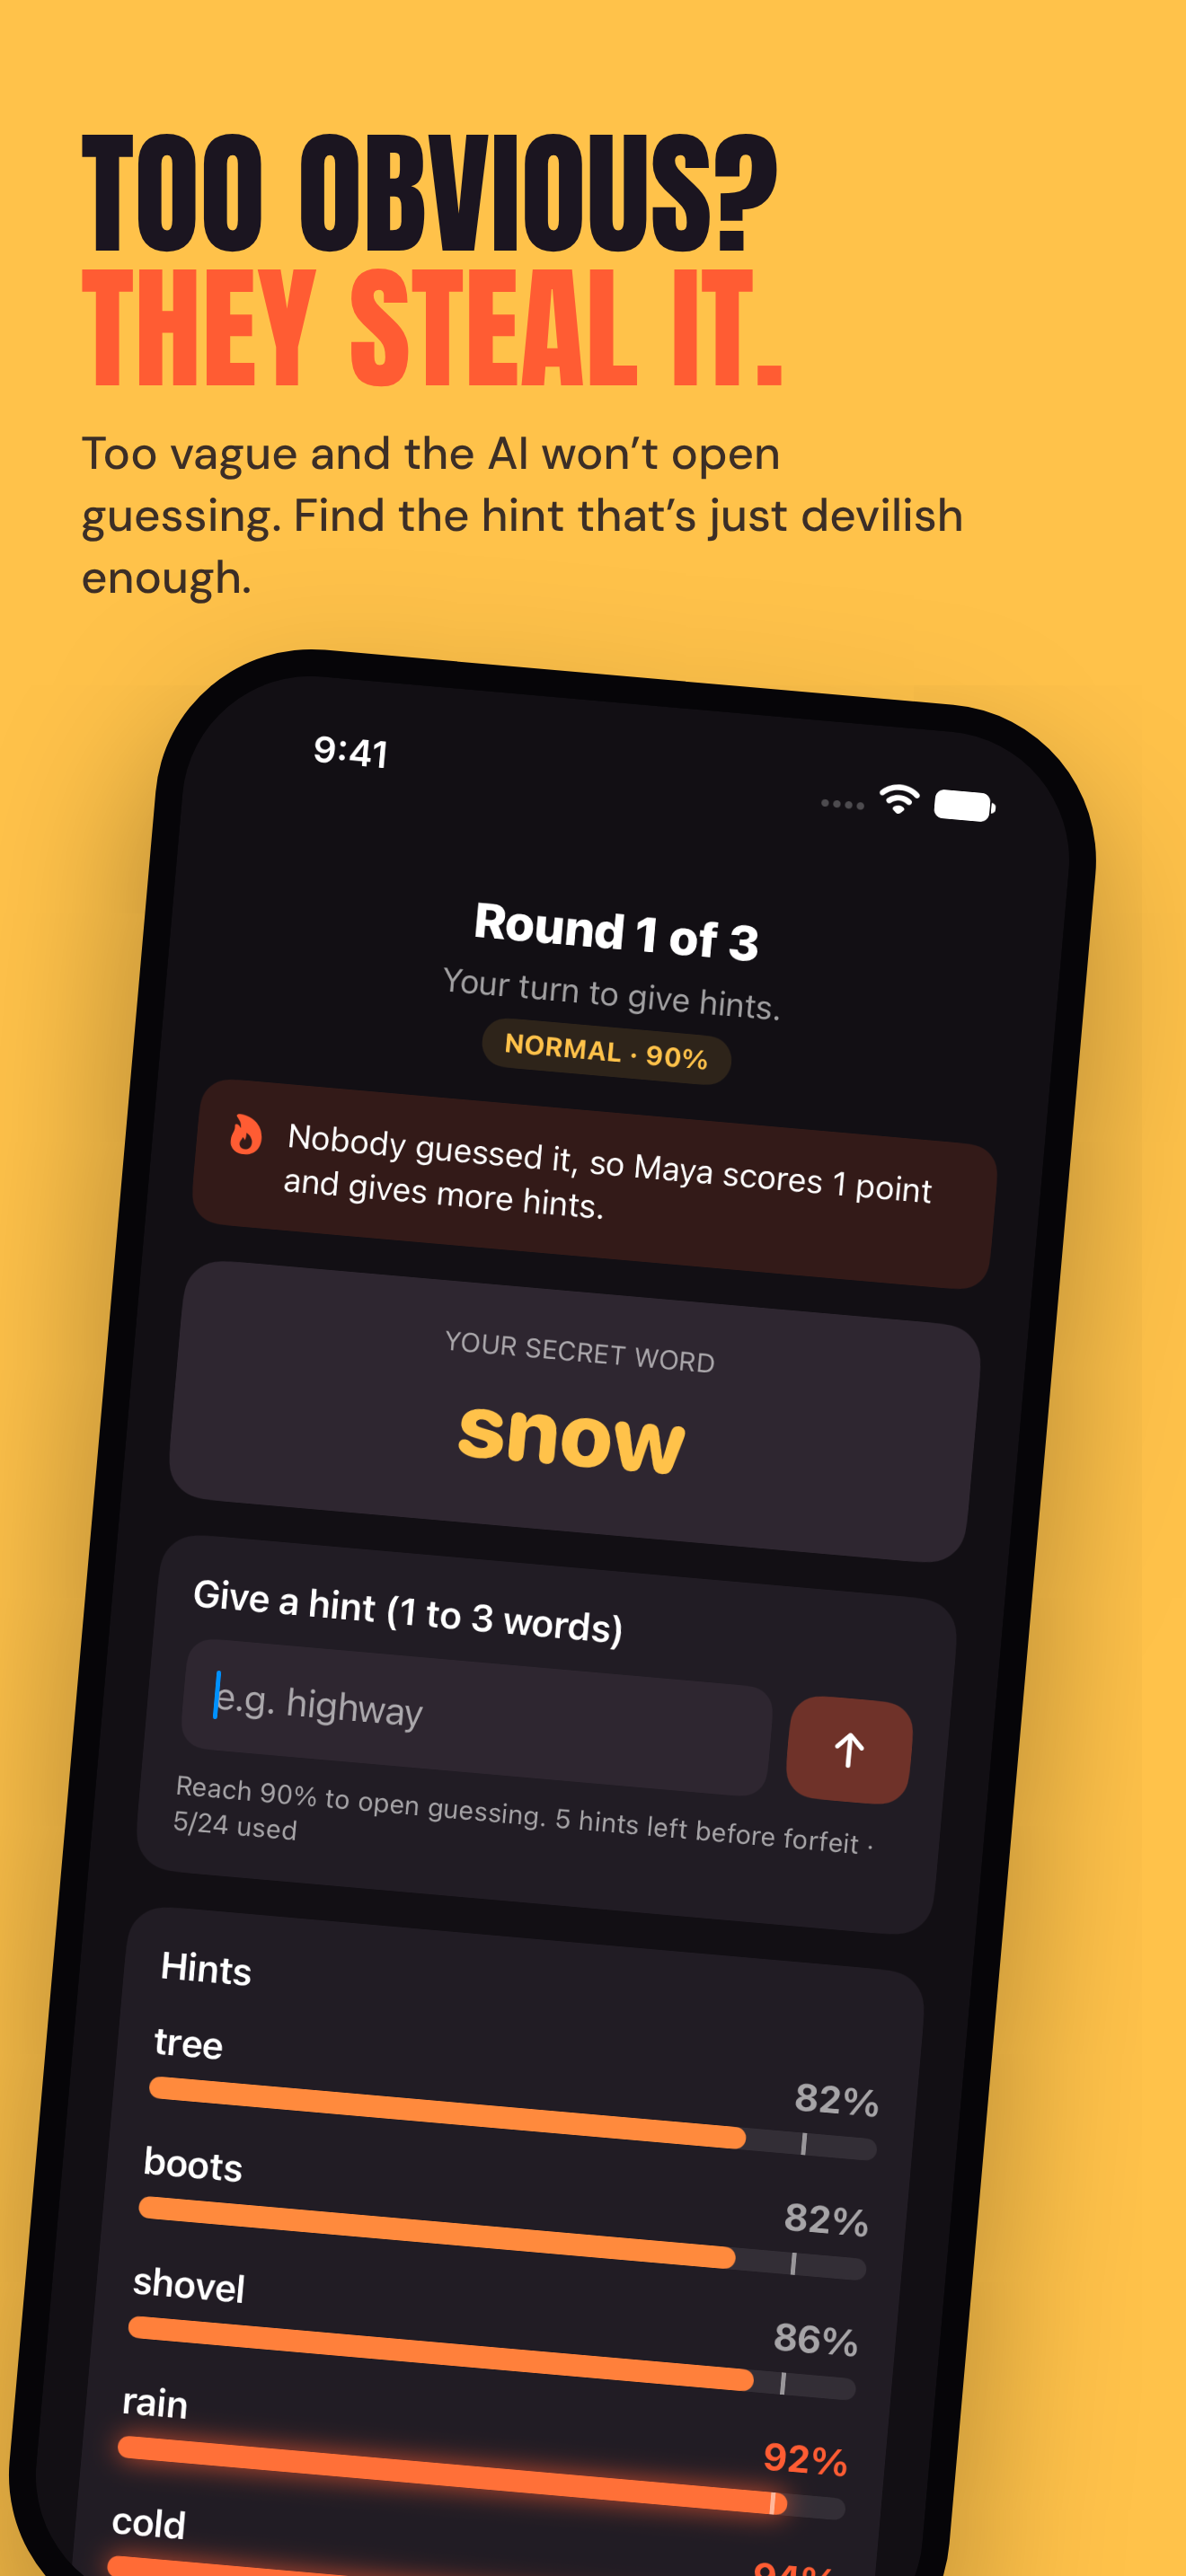 TOO OBVIOUS?
THEY STEAL IT.
Too vague and the AI won’t open
guessing. Find the hint that’s just devilish
enough.
9:41
Round 1 of 3
Your turn to give hints.
NORMAL · 90%
Nobody guessed it, so Maya scores 1 point
and gives more hints.
YOUR SECRET WORD
snow
Give a hint (1 to 3 words)
e.g. highway
Reach 90% to open guessing. 5 hints left before forfeit ·
5/24 used
Hints
tree
82%
boots
82%
shovel
86%
rain
92%
cold
94%